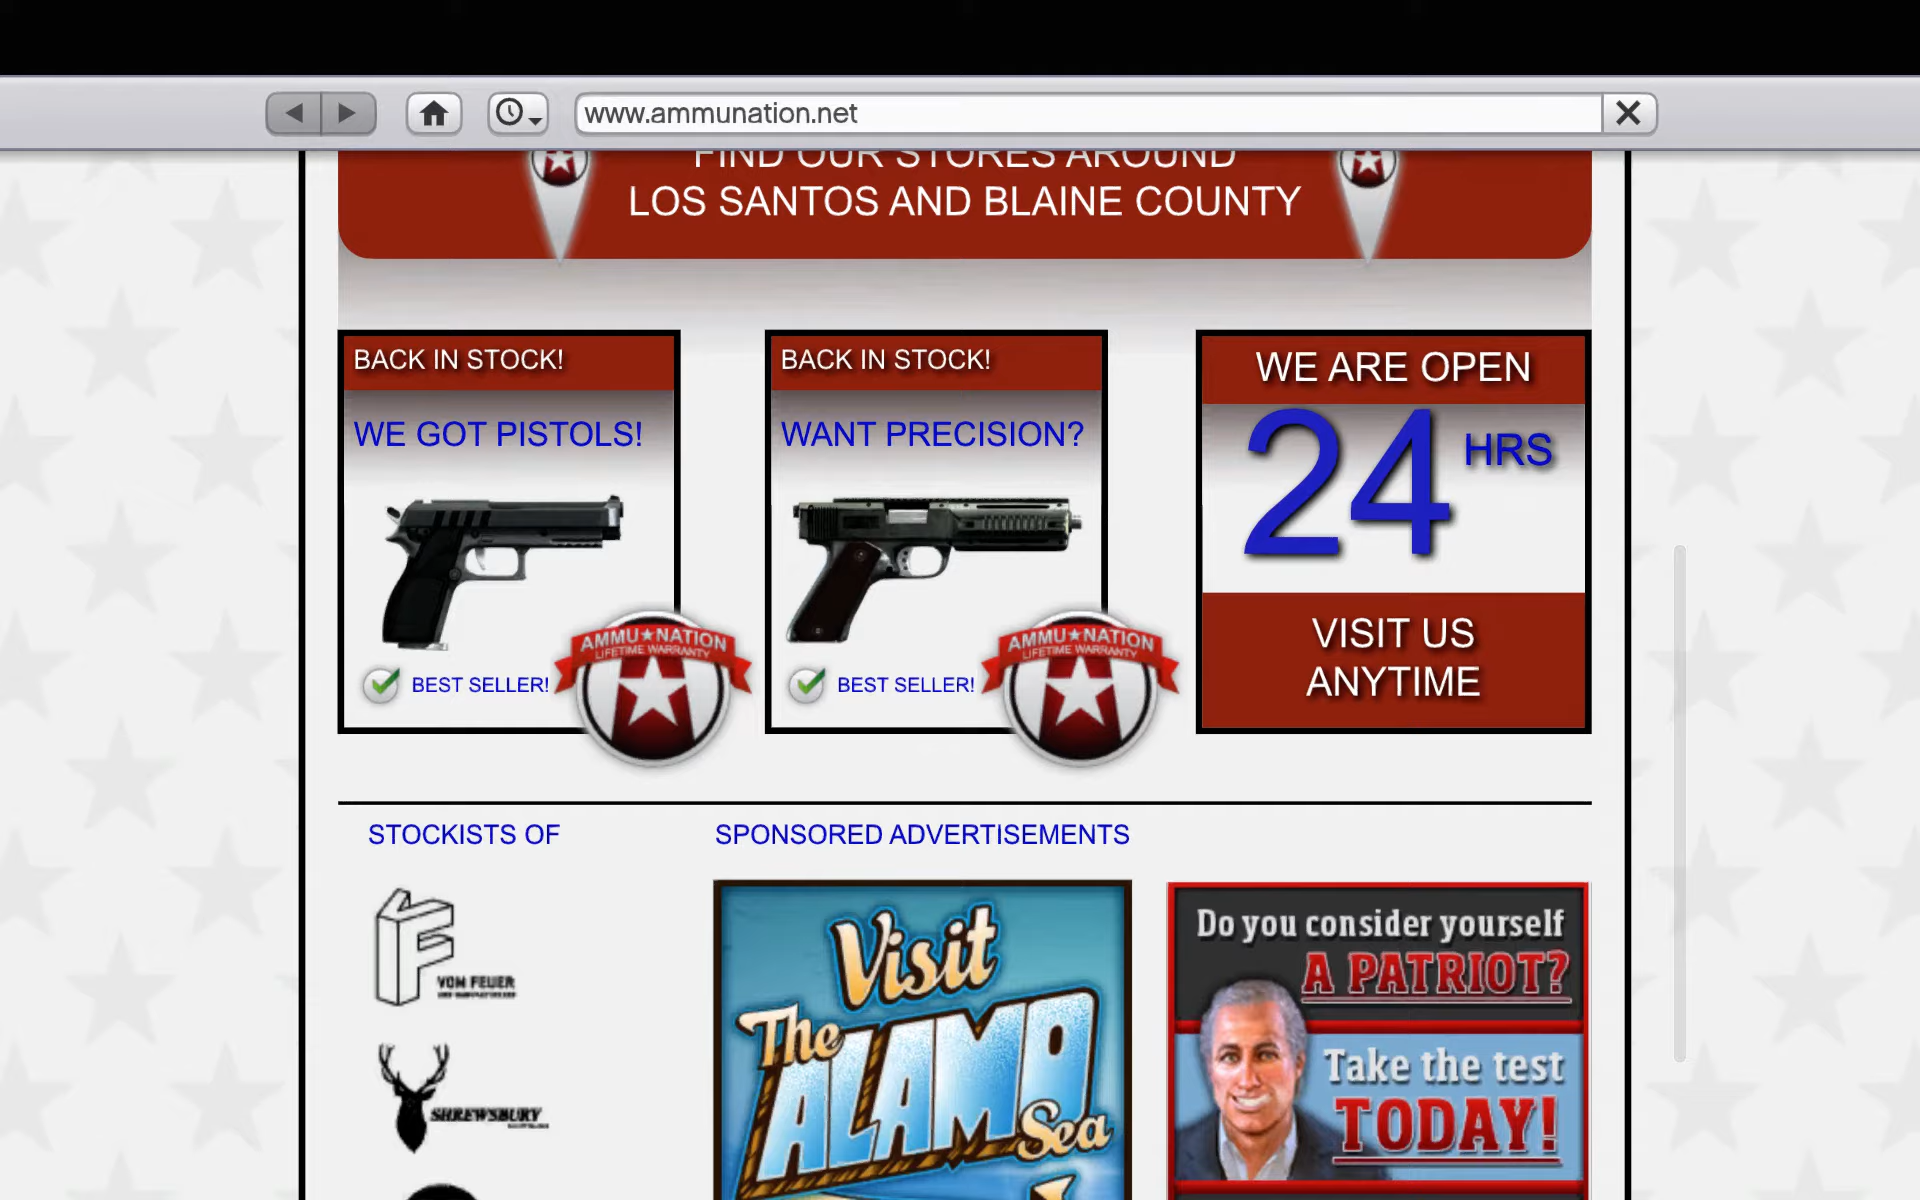 www.ammunation.net
FIND OUR STORES AROUND
LOS SANTOS AND BLAINE COUNTY
BACK IN STOCK!
WE GOT PISTOLS!
BEST SELLER!
AMMU★NATION
LIFETIME WARRANTY
BACK IN STOCK!
WANT PRECISION?
BEST SELLER!
AMMU★NATION
LIFETIME WARRANTY
WE ARE OPEN
24 HRS
VISIT US
ANYTIME
STOCKISTS OF
VOM FEUER
SHREWSBURY
SPONSORED ADVERTISEMENTS
Visit
The
ALAMO
Sea
Do you consider yourself
A PATRIOT?
Take the test
TODAY!